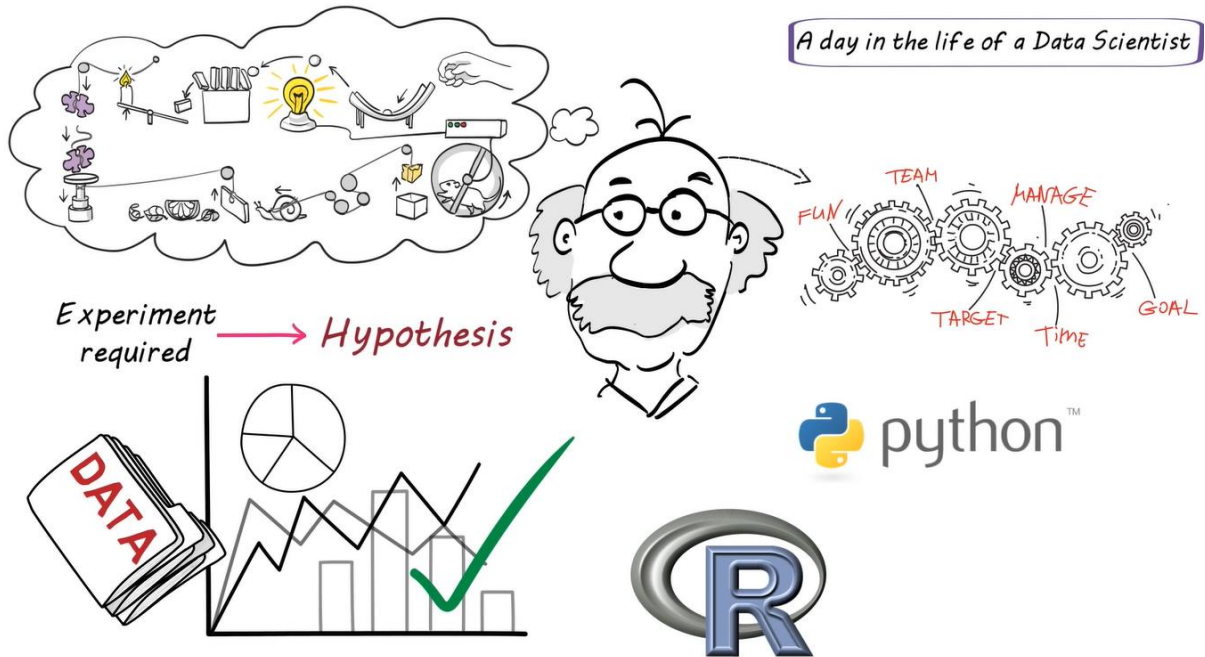 A day in the life of a Data Scientist
TEAM
MANAGE
FUN
TARGET
TIME
GOAL
Experiment
required
Hypothesis
DATA
python™
R